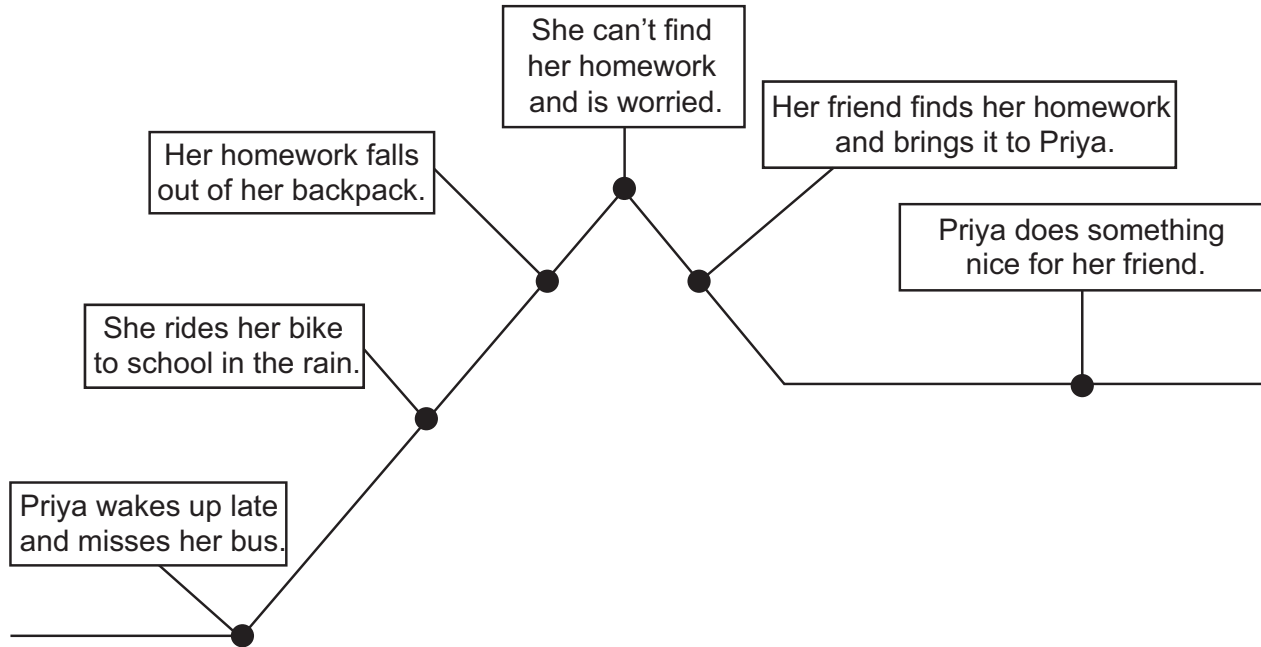 She can’t find
her homework
and is worried.
Her friend finds her homework
and brings it to Priya.
Her homework falls
out of her backpack.
Priya does something
nice for her friend.
She rides her bike
to school in the rain.
Priya wakes up late
and misses her bus.